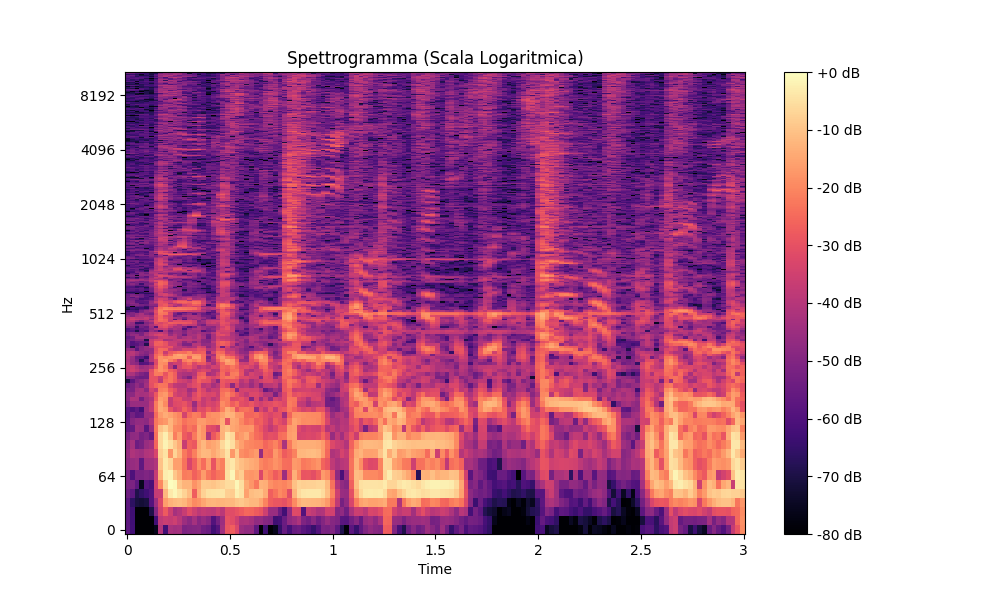 Spettrogramma (Scala Logaritmica)
Hz
8192
4096
2048
1024
512
256
128
64
0
0
0.5
1
1.5
2
2.5
3
Time
+0 dB
-10 dB
-20 dB
-30 dB
-40 dB
-50 dB
-60 dB
-70 dB
-80 dB